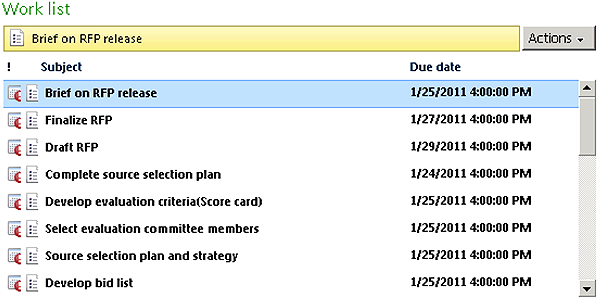 Work list
Brief on RFP release Actions
! Subject Due date
Brief on RFP release 1/25/2011 4:00:00 PM
Finalize RFP 1/27/2011 4:00:00 PM
Draft RFP 1/29/2011 4:00:00 PM
Complete source selection plan 1/24/2011 4:00:00 PM
Develop evaluation criteria(Score card) 1/25/2011 4:00:00 PM
Select evaluation committee members 1/25/2011 4:00:00 PM
Source selection plan and strategy 1/25/2011 4:00:00 PM
Develop bid list 1/25/2011 4:00:00 PM